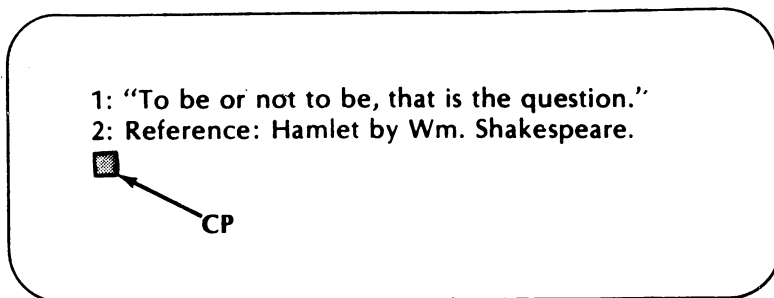 1: “To be or not to be, that is the question.”
2: Reference: Hamlet by Wm. Shakespeare.
CP